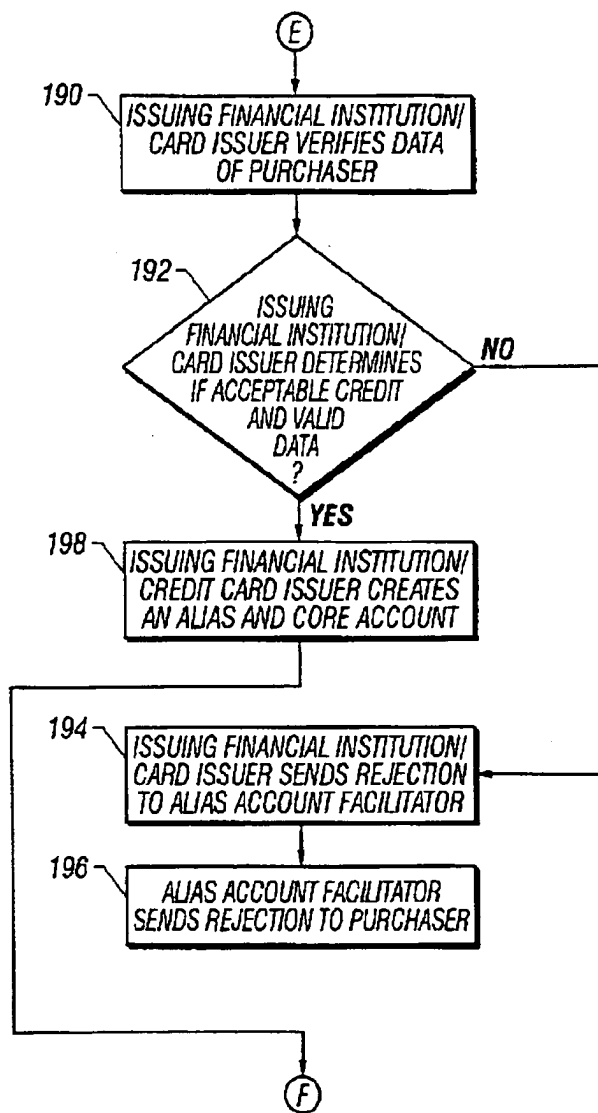 E
190
ISSUING FINANCIAL INSTITUTION/
CARD ISSUER VERIFIES DATA
OF PURCHASER
192
ISSUING
FINANCIAL INSTITUTION/
CARD ISSUER DETERMINES
IF ACCEPTABLE CREDIT
AND VALID
DATA
?
NO
YES
198
ISSUING FINANCIAL INSTITUTION/
CREDIT CARD ISSUER CREATES
AN ALIAS AND CORE ACCOUNT
194
ISSUING FINANCIAL INSTITUTION/
CARD ISSUER SENDS REJECTION
TO ALIAS ACCOUNT FACILITATOR
196
ALIAS ACCOUNT FACILITATOR
SENDS REJECTION TO PURCHASER
F